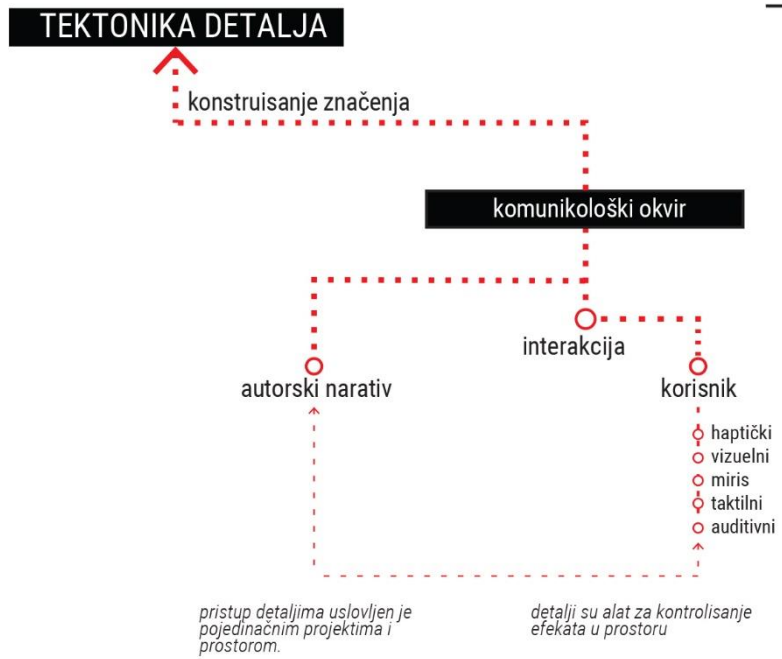 TEKTONIKA DETALJA
konstruisanje značenja
komunikološki okvir
interakcija
autorski narativ
korisnik
haptički
vizuelni
miris
taktilni
auditivni
pristup detaljima uslovljen je
pojedinačnim projektima i
prostorom.
detalji su alat za kontrolisanje
efekata u prostoru